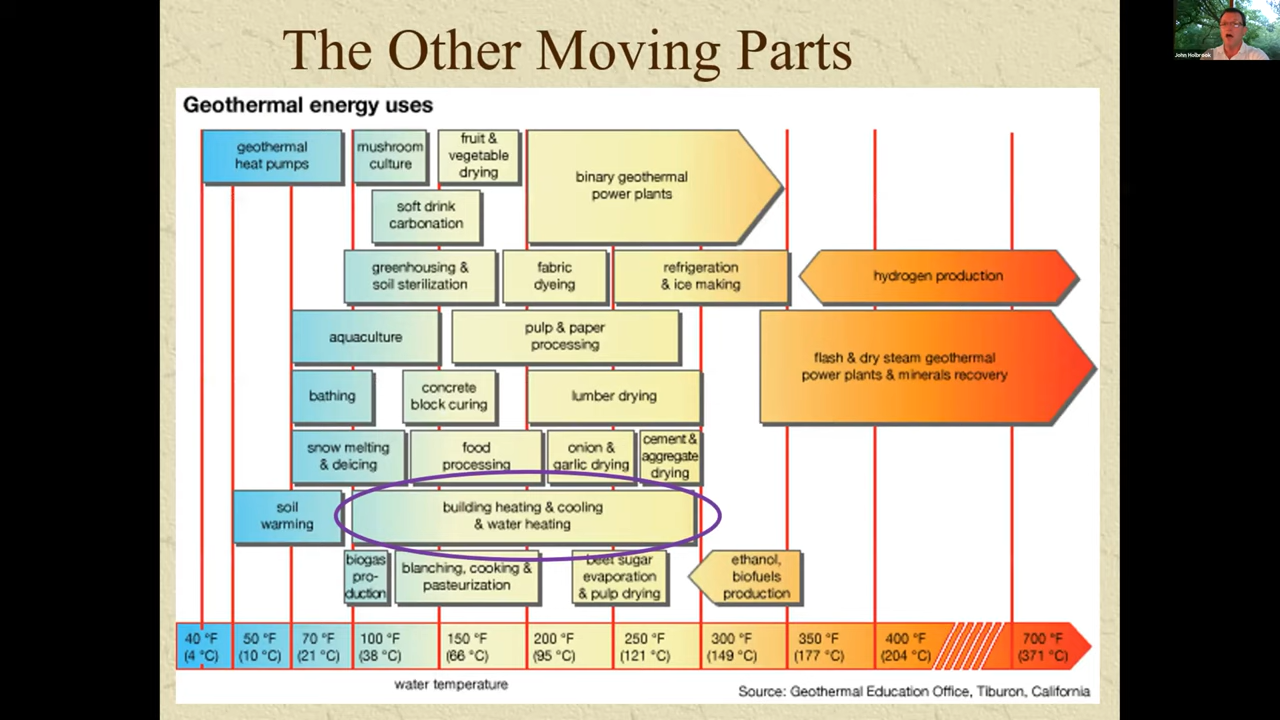 The Other Moving Parts
John Holbrook
Geothermal energy uses
geothermal
heat pumps
mushroom
culture
fruit &
vegetable
drying
binary geothermal
power plants
soft drink
carbonation
greenhousing &
soil sterilization
fabric
dyeing
refrigeration
& ice making
hydrogen production
aquaculture
pulp & paper
processing
flash & dry steam geothermal
power plants & minerals recovery
bathing
concrete
block curing
lumber drying
snow melting
& deicing
food
processing
onion &
garlic drying
cement &
aggregate
drying
soil
warming
building heating & cooling
& water heating
biogas
pro-
duction
blanching, cooking &
pasteurization
beet sugar
evaporation
& pulp drying
ethanol,
biofuels
production
40 °F
(4 °C)
50 °F
(10 °C)
70 °F
(21 °C)
100 °F
(38 °C)
150 °F
(66 °C)
200 °F
(95 °C)
250 °F
(121 °C)
300 °F
(149 °C)
350 °F
(177 °C)
400 °F
(204 °C)
700 °F
(371 °C)
water temperature
Source: Geothermal Education Office, Tiburon, California